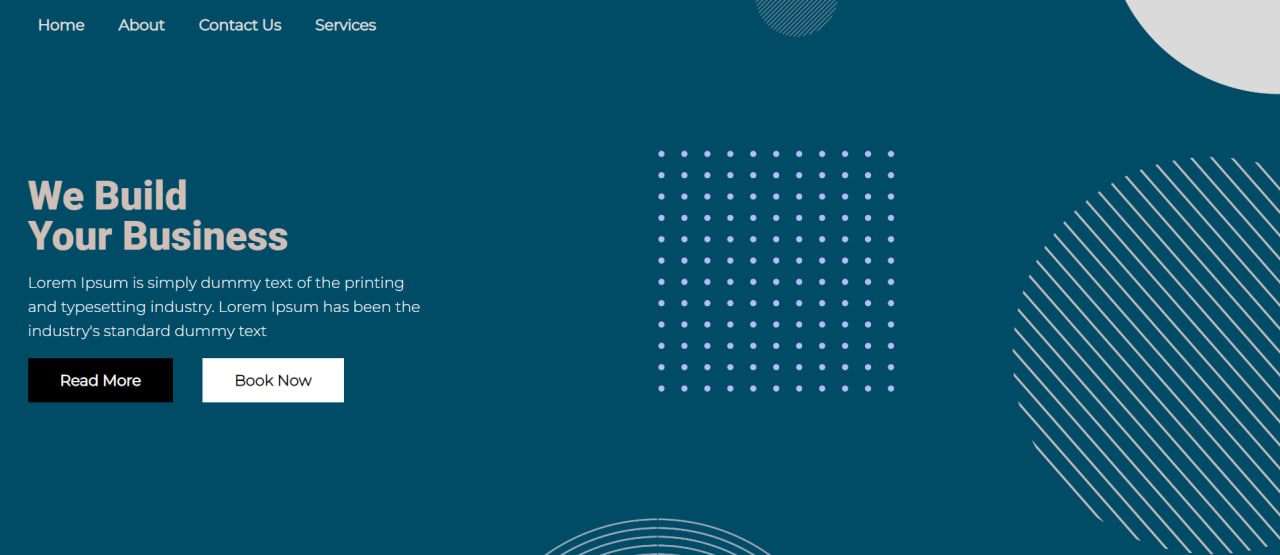 Home About Contact Us Services
We Build
Your Business
Lorem Ipsum is simply dummy text of the printing
and typesetting industry. Lorem Ipsum has been the
industry's standard dummy text
Read More Book Now